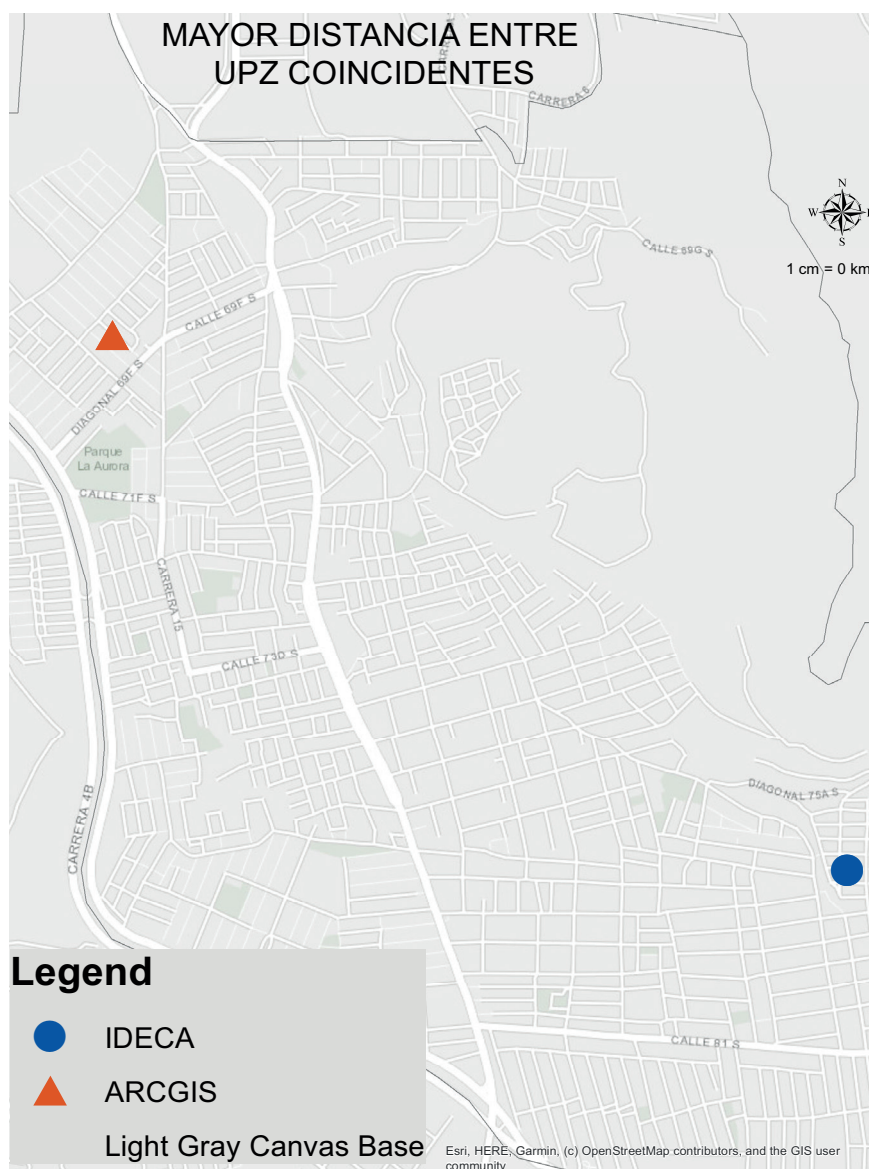 MAYOR DISTANCIA ENTRE
UPZ COINCIDENTES
CARRERA 6
N
W
S
1 cm = 0 km
CALLE 69G S
CALLE 69F S
DIAGONAL 69F S
Parque
La Aurora
CALLE 71F S
CARRERA 15
CALLE 73D S
DIAGONAL 75A S
CARRERA 4B
CALLE 81 S
Legend
IDECA
ARCGIS
Light Gray Canvas Base
Esri, HERE, Garmin, (c) OpenStreetMap contributors, and the GIS user
community